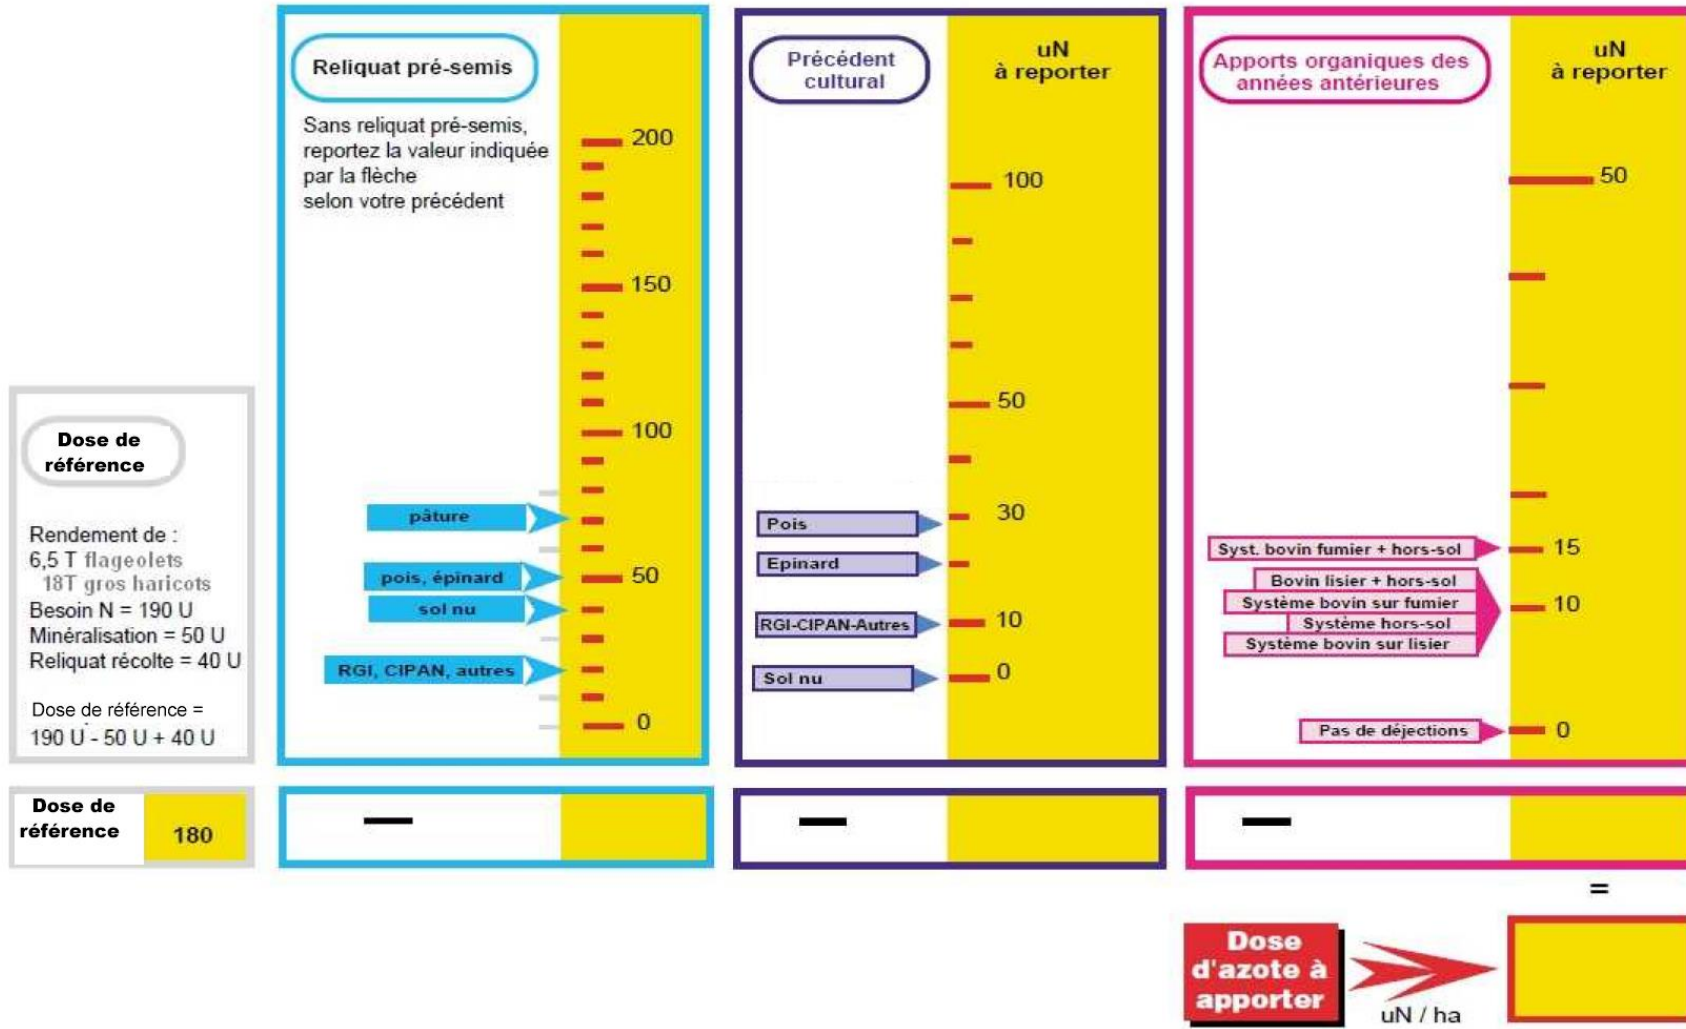 Dose de
référence
Rendement de :
6,5 T flageolets
18T gros haricots
Besoin N = 190 U
Minéralisation = 50 U
Reliquat récolte = 40 U
Dose de référence =
190 U - 50 U + 40 U
Dose de
référence
180
Reliquat pré-semis
Sans reliquat pré-semis,
reportez la valeur indiquée
par la flèche
selon votre précédent
200
150
100
50
0
pâture
pois, épinard
sol nu
RGI, CIPAN, autres
—
Précédent
cultural
uN
à reporter
100
50
30
10
0
Pois
Epinard
RGI-CIPAN-Autres
Sol nu
—
Apports organiques des
années antérieures
uN
à reporter
50
15
10
0
Syst. bovin fumier + hors-sol
Bovin lisier + hors-sol
Système bovin sur fumier
Système hors-sol
Système bovin sur lisier
Pas de déjections
—
=
Dose
d'azote à
apporter
uN / ha